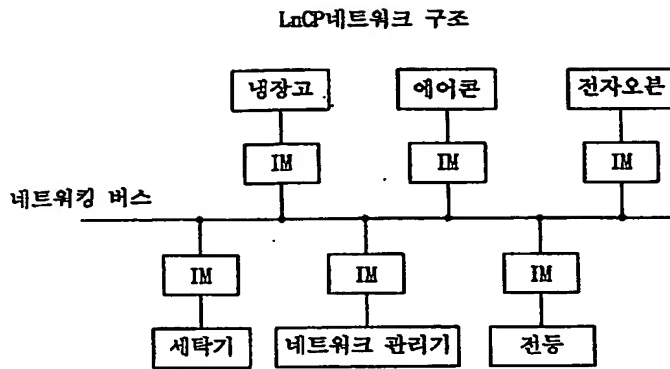 LnCP네트워크 구조
냉장고 에어콘 전자오븐
IM IM IM
네트워킹 버스
IM IM IM
세탁기 네트워크 관리기 전등